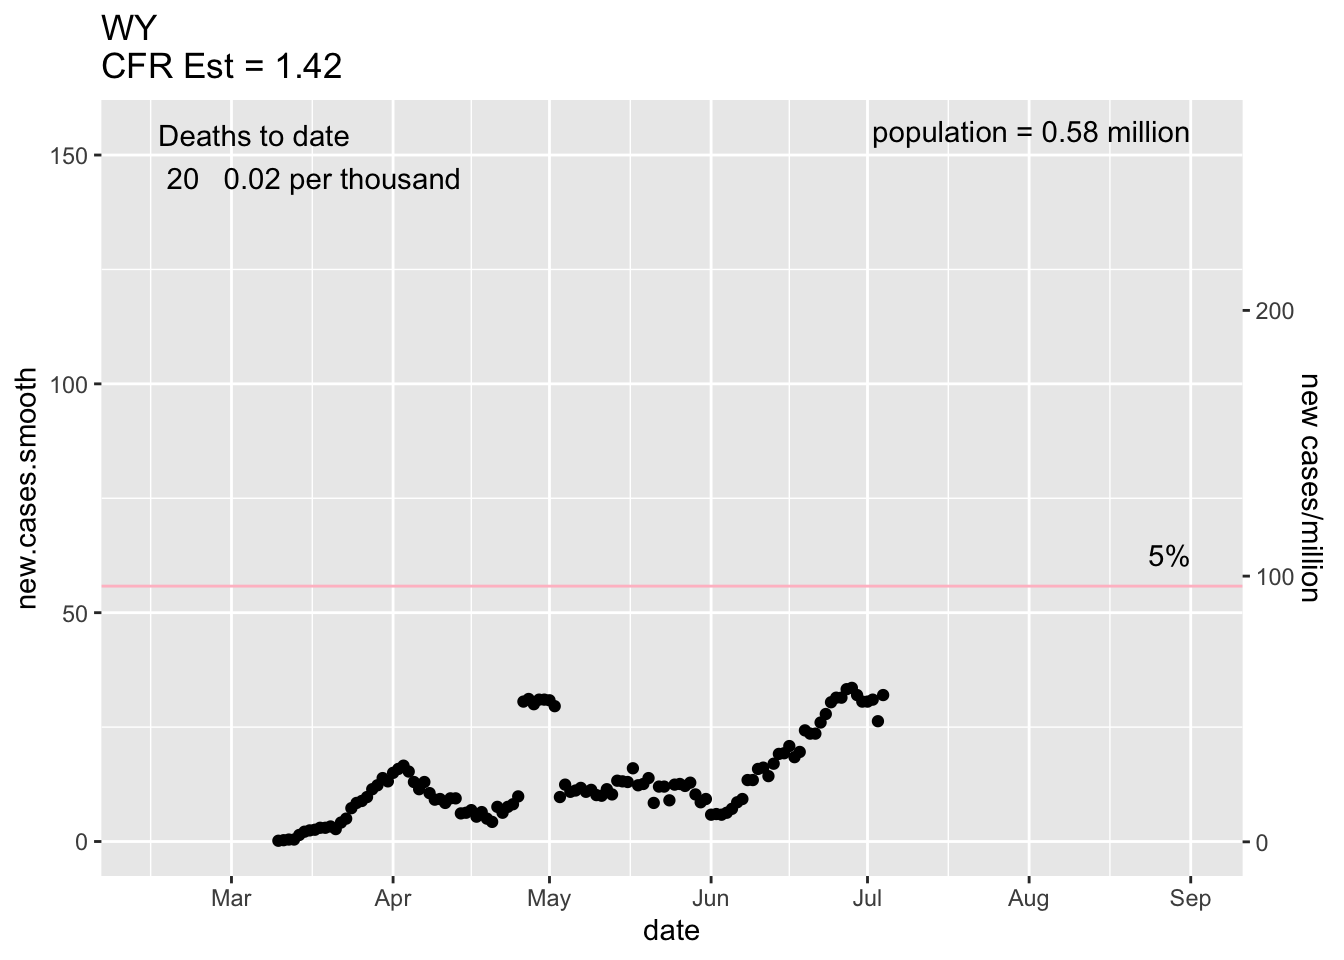 WY
CFR Est = 1.42
Deaths to date
20 0.02 per thousand
population = 0.58 million
150
100
50
0
new.cases.smooth
200
100
0
new cases/million
5%
Mar Apr May Jun Jul Aug Sep
date